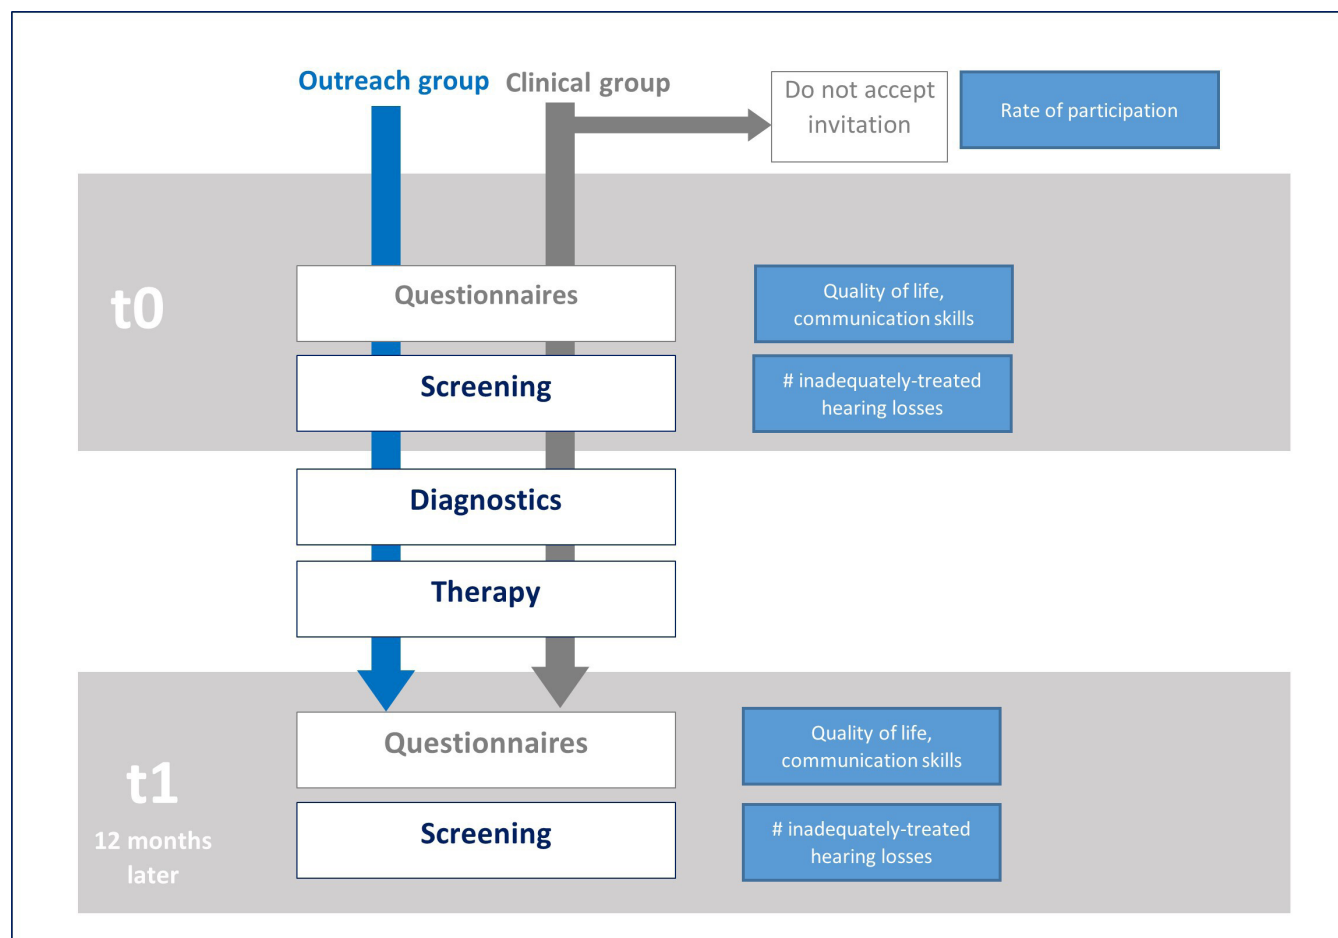 Outreach group
Clinical group
Do not accept
invitation
Rate of participation
t0
Questionnaires
Quality of life,
communication skills
Screening
# inadequately-treated
hearing losses
Diagnostics
Therapy
t1
12 months
later
Questionnaires
Quality of life,
communication skills
Screening
# inadequately-treated
hearing losses